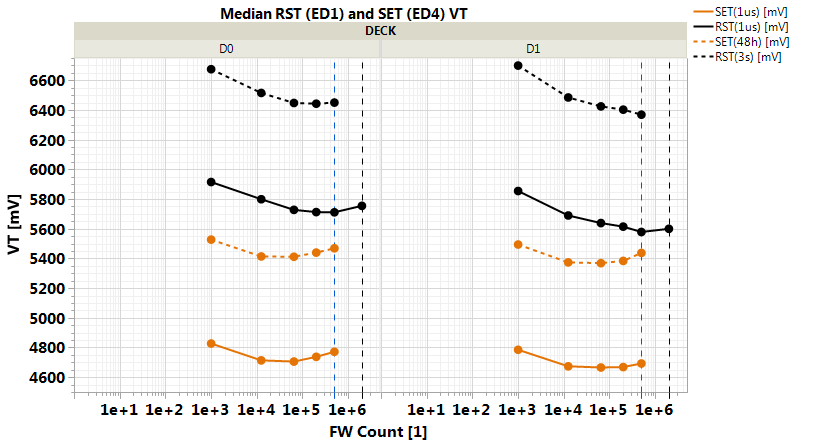 Median RST (ED1) and SET (ED4) VT
DECK
D0 D1
SET(1us) [mV]
RST(1us) [mV]
SET(48h) [mV]
RST(3s) [mV]
VT [mV]
6600
6400
6200
6000
5800
5600
5400
5200
5000
4800
4600
1e+1 1e+2 1e+3 1e+4 1e+5 1e+6 1e+1 1e+2 1e+3 1e+4 1e+5 1e+6
FW Count [1]